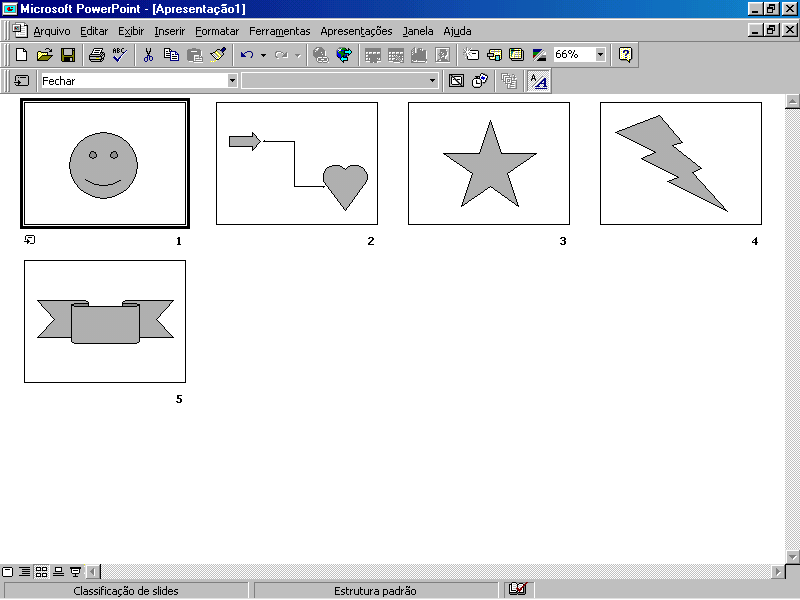 Microsoft PowerPoint - [Apresentação1]
Arquivo Editar Exibir Inserir Formatar Ferramentas Apresentações Janela Ajuda
ABC 66% ?
Fechar
1 2 3 4
5
Classificação de slides Estrutura padrão